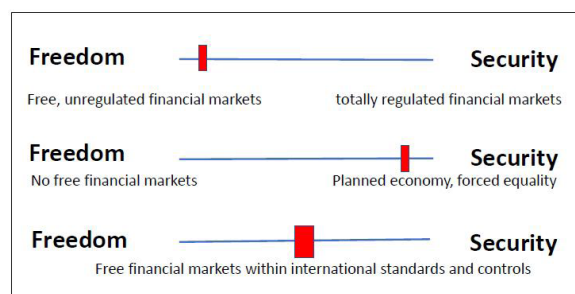 Freedom Security
Free, unregulated financial markets totally regulated financial markets
Freedom Security
No free financial markets Planned economy, forced equality
Freedom Security
Free financial markets within international standards and controls